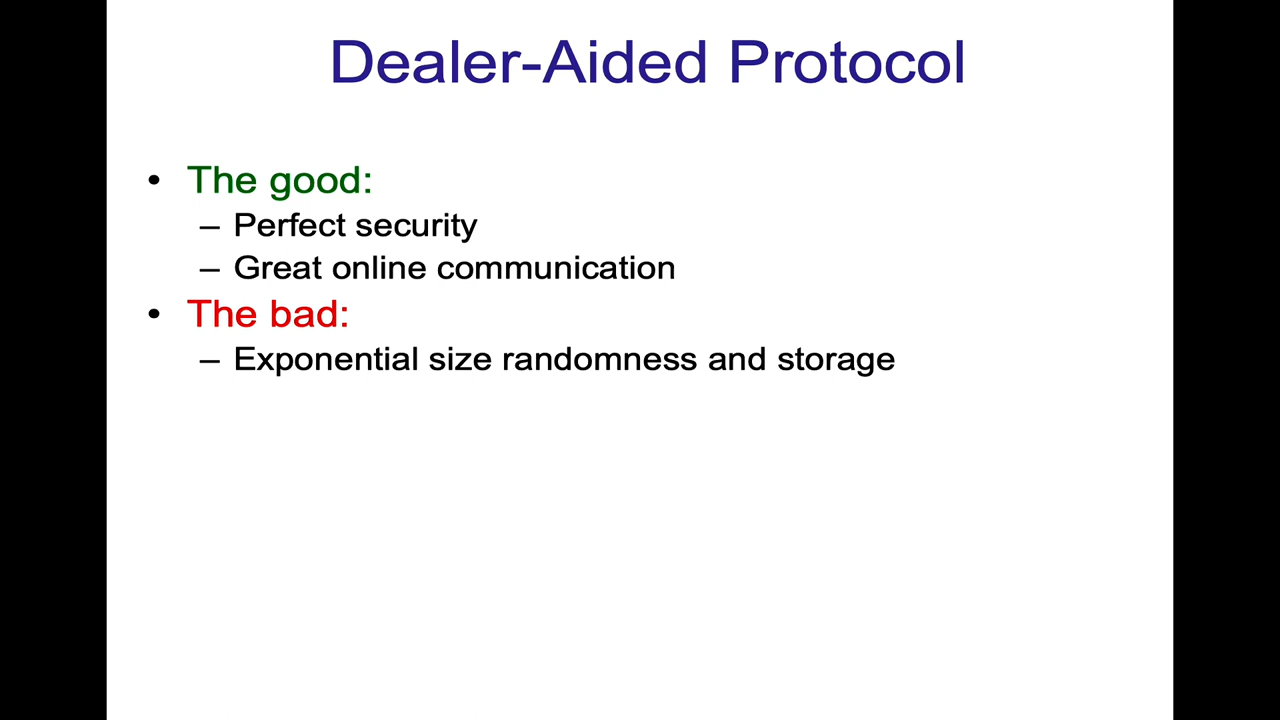 Dealer-Aided Protocol
• The good:
– Perfect security
– Great online communication
• The bad:
– Exponential size randomness and storage